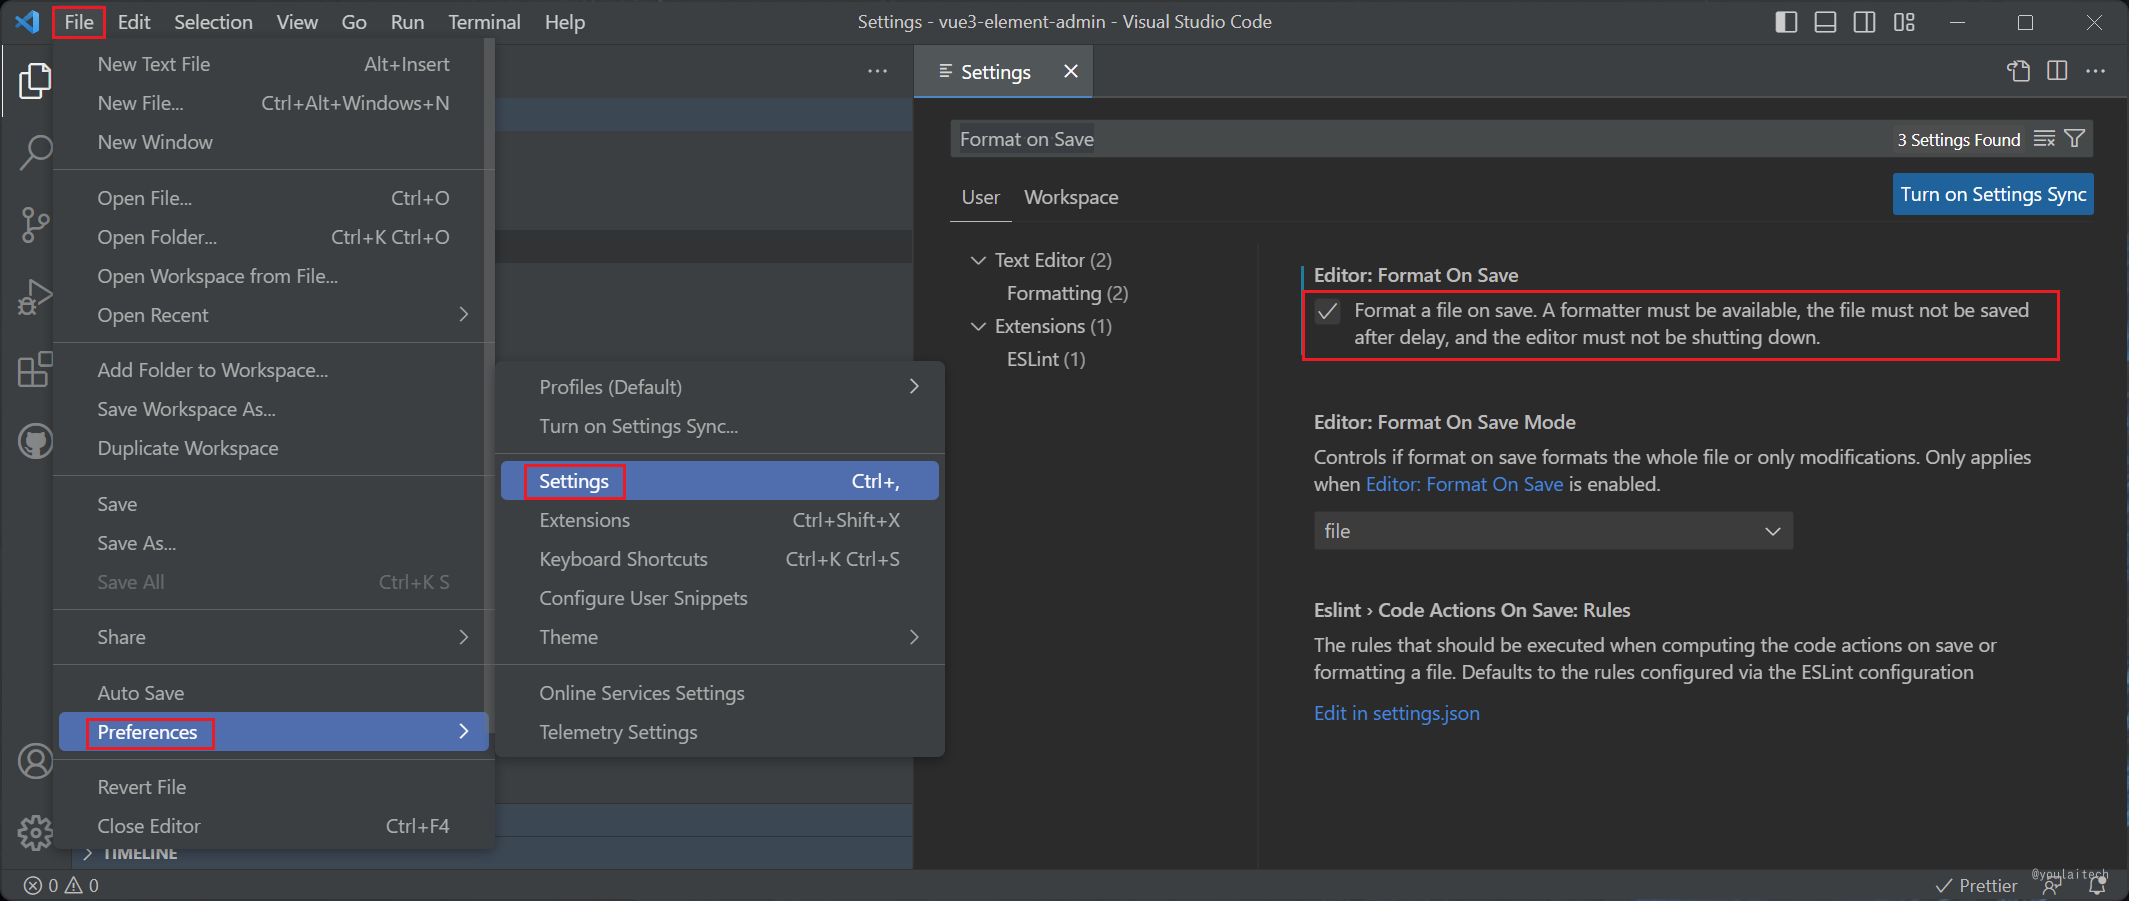 File Edit Selection View Go Run Terminal Help
Settings - vue3-element-admin - Visual Studio Code
New Text File Alt+Insert
New File... Ctrl+Alt+Windows+N
New Window
Open File... Ctrl+O
Open Folder... Ctrl+K Ctrl+O
Open Workspace from File...
Open Recent
Add Folder to Workspace...
Save Workspace As...
Duplicate Workspace
Save
Save As...
Save All Ctrl+K S
Share
Auto Save
Preferences
Revert File
Close Editor Ctrl+F4
TIMELINE
Profiles (Default)
Turn on Settings Sync...
Settings Ctrl+,
Extensions Ctrl+Shift+X
Keyboard Shortcuts Ctrl+K Ctrl+S
Configure User Snippets
Theme
Online Services Settings
Telemetry Settings
Settings
Format on Save
3 Settings Found
User Workspace
Turn on Settings Sync
Text Editor (2)
Formatting (2)
Extensions (1)
ESLint (1)
Editor: Format On Save
Format a file on save. A formatter must be available, the file must not be saved
after delay, and the editor must not be shutting down.
Editor: Format On Save Mode
Controls if format on save formats the whole file or only modifications. Only applies
when Editor: Format On Save is enabled.
file
Eslint › Code Actions On Save: Rules
The rules that should be executed when computing the code actions on save or
formatting a file. Defaults to the rules configured via the ESLint configuration
Edit in settings.json
0 0
Prettier
@youlaitech